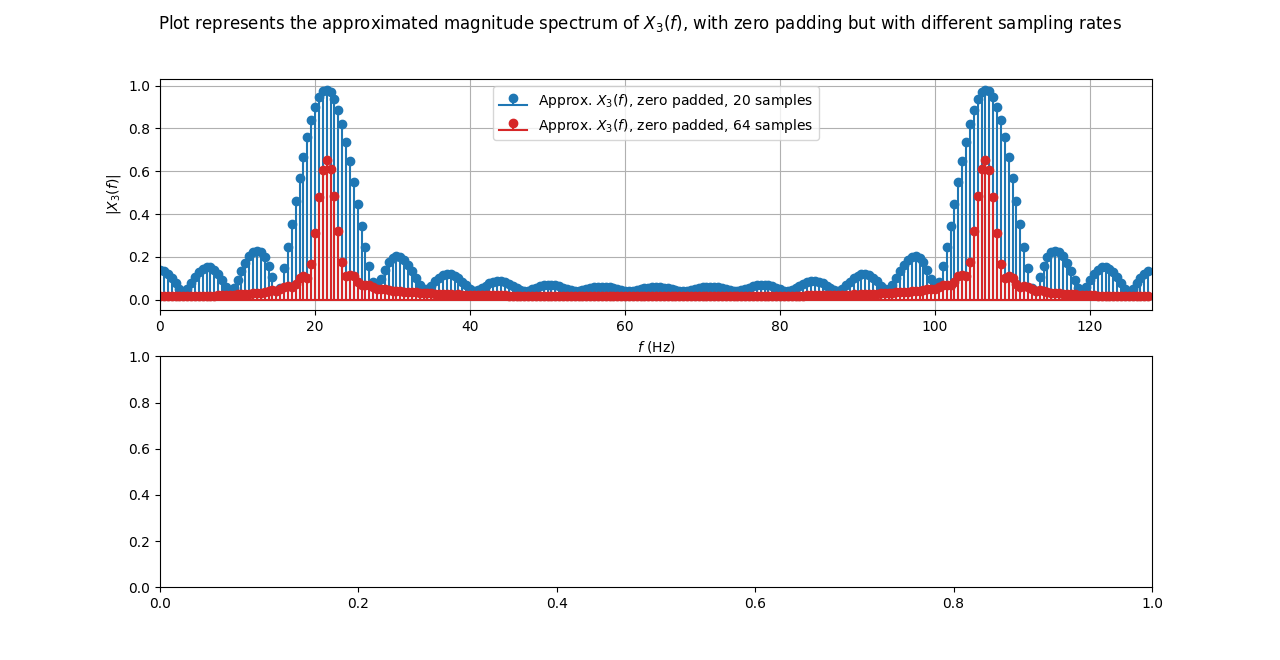 Plot represents the approximated magnitude spectrum of X₃(f), with zero padding but with different sampling rates
Approx. X₃(f), zero padded, 20 samples
Approx. X₃(f), zero padded, 64 samples
|X₃(f)|
1.0
0.8
0.6
0.4
0.2
0.0
0 20 40 60 80 100 120
f (Hz)
1.0
0.8
0.6
0.4
0.2
0.0
0.0 0.2 0.4 0.6 0.8 1.0